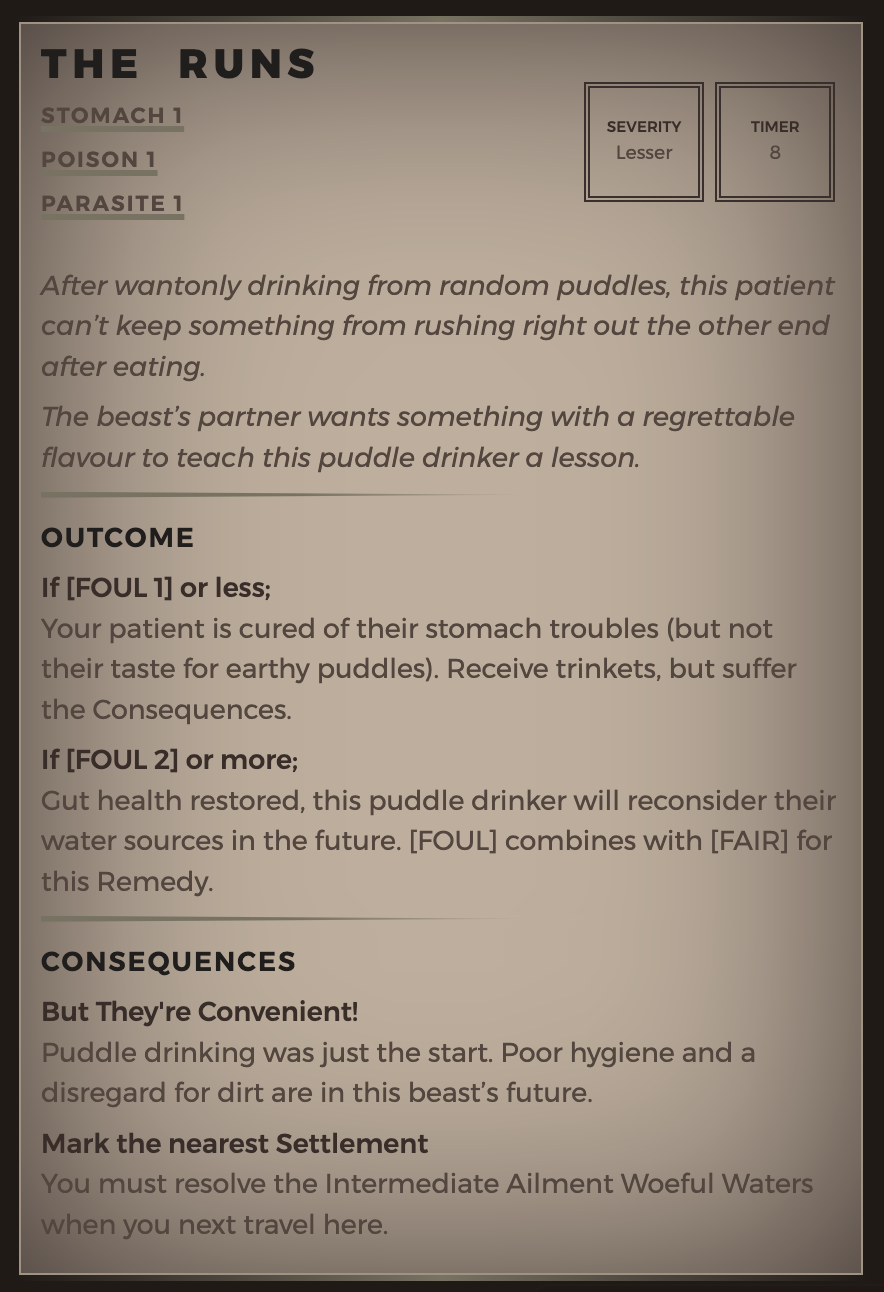 THE RUNS
STOMACH 1
POISON 1
PARASITE 1
SEVERITY
Lesser
TIMER
8
After wantonly drinking from random puddles, this patient
can’t keep something from rushing right out the other end
after eating.
The beast’s partner wants something with a regrettable
flavour to teach this puddle drinker a lesson.
OUTCOME
If [FOUL 1] or less;
Your patient is cured of their stomach troubles (but not
their taste for earthy puddles). Receive trinkets, but suffer
the Consequences.
If [FOUL 2] or more;
Gut health restored, this puddle drinker will reconsider their
water sources in the future. [FOUL] combines with [FAIR] for
this Remedy.
CONSEQUENCES
But They're Convenient!
Puddle drinking was just the start. Poor hygiene and a
disregard for dirt are in this beast’s future.
Mark the nearest Settlement
You must resolve the Intermediate Ailment Woeful Waters
when you next travel here.